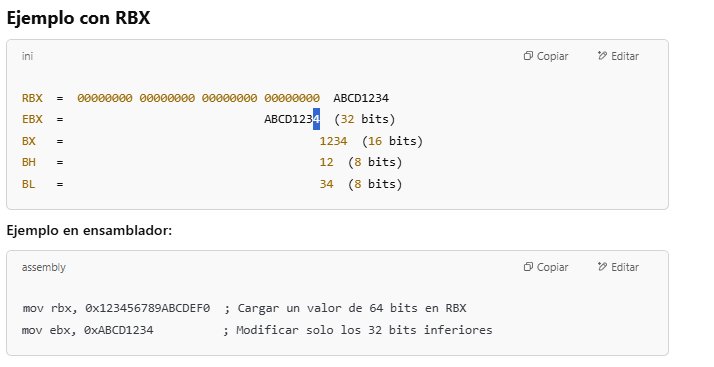 Ejemplo con RBX
ini Copiar Editar
RBX = 00000000 00000000 00000000 00000000 ABCD1234
EBX = ABCD1234 (32 bits)
BX = 1234 (16 bits)
BH = 12 (8 bits)
BL = 34 (8 bits)
Ejemplo en ensamblador:
assembly Copiar Editar
mov rbx, 0x123456789ABCDEF0 ; Cargar un valor de 64 bits en RBX
mov ebx, 0xABCD1234 ; Modificar solo los 32 bits inferiores